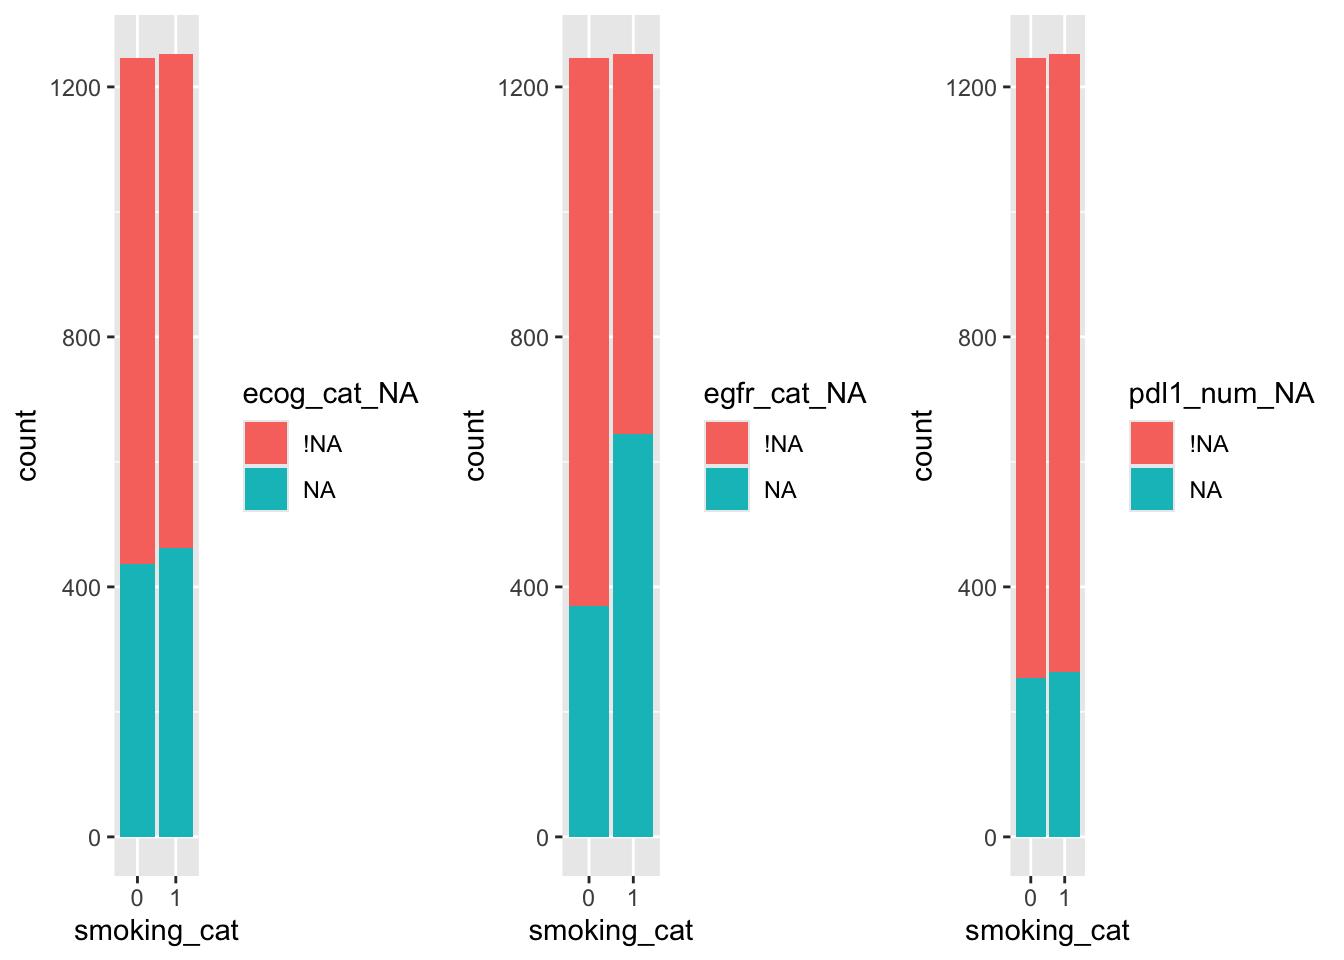 1200
800
400
0
count
0 1
smoking_cat
ecog_cat_NA
!NA
NA
1200
800
400
0
count
0 1
smoking_cat
egfr_cat_NA
!NA
NA
1200
800
400
0
count
0 1
smoking_cat
pdl1_num_NA
!NA
NA